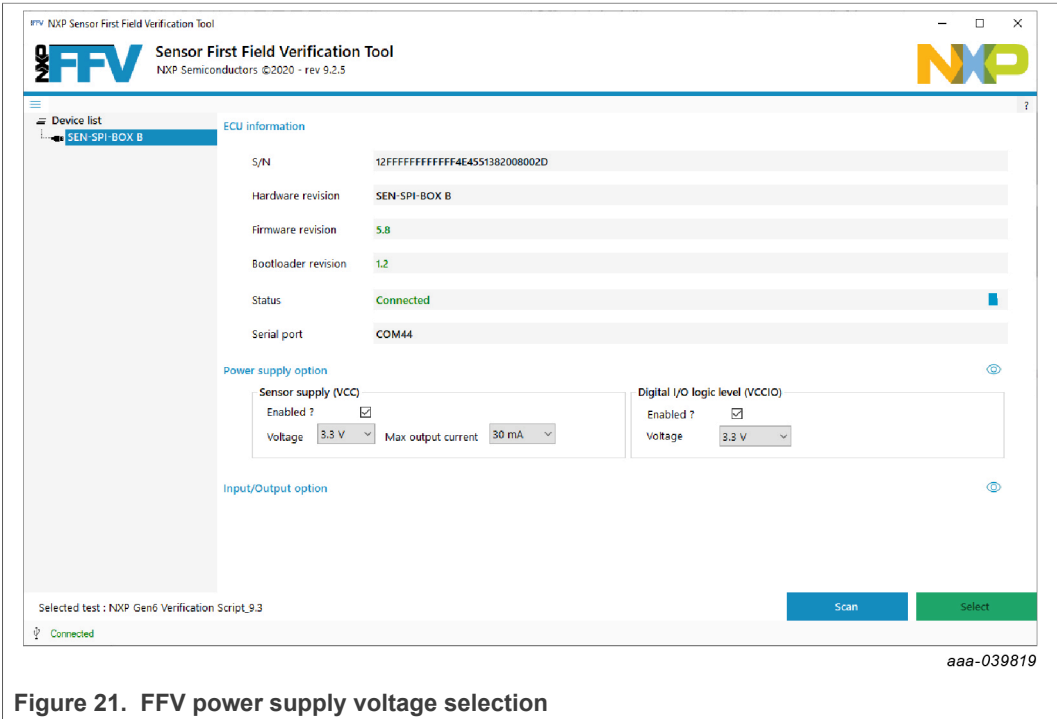 FFV NXP Sensor First Field Verification Tool
NXP FFV
Sensor First Field Verification Tool
NXP Semiconductors ©2020 - rev 9.2.5
NXP
?
Device list
SEN-SPI-BOX B
ECU information
S/N 12FFFFFFFFFFFF4E4551382008002D
Hardware revision SEN-SPI-BOX B
Firmware revision 5.8
Bootloader revision 1.2
Status Connected
Serial port COM44
Power supply option
Sensor supply (VCC) Digital I/O logic level (VCCIO)
Enabled ? Enabled ?
Voltage 3.3 V Max output current 30 mA Voltage 3.3 V
Input/Output option
Selected test : NXP Gen6 Verification Script_9.3 Scan Select
Connected
aaa-039819
Figure 21. FFV power supply voltage selection